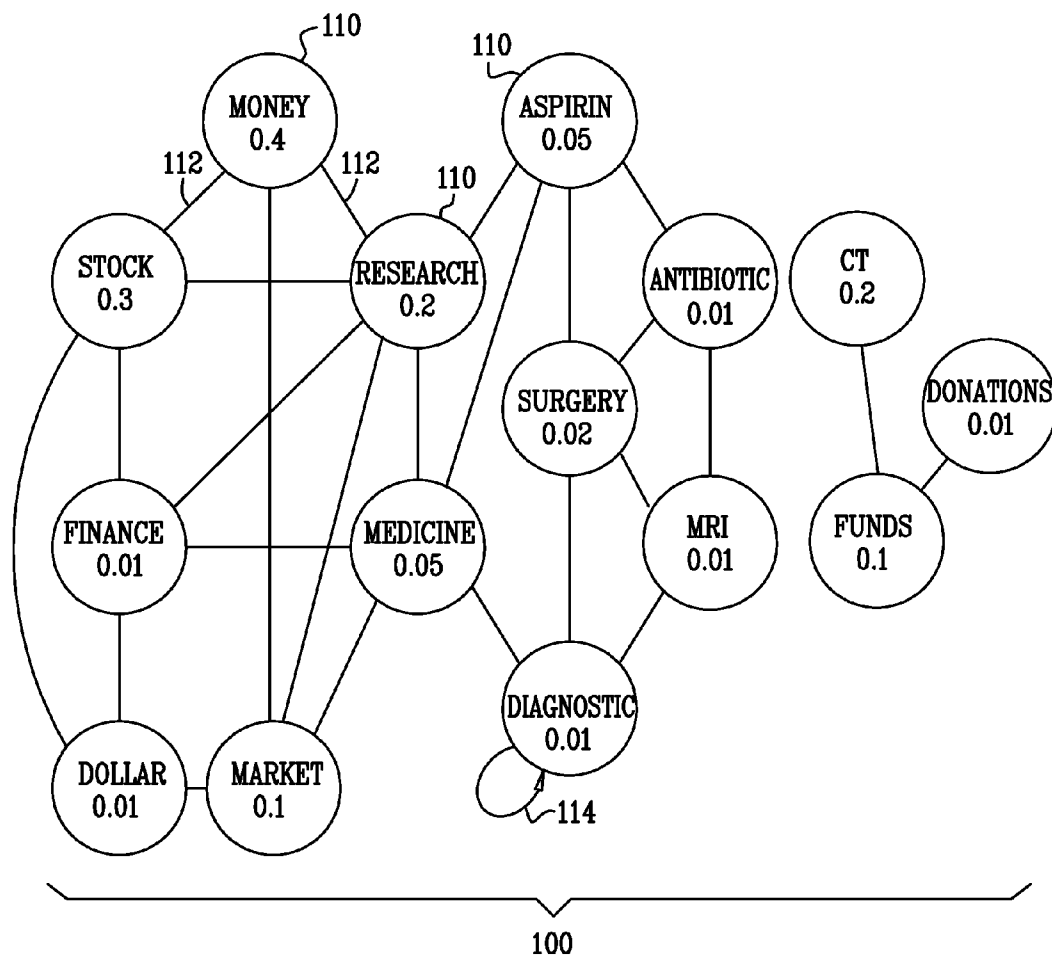 110
MONEY
0.4
110
ASPIRIN
0.05
112
112
110
STOCK
0.3
RESEARCH
0.2
ANTIBIOTIC
0.01
CT
0.2
SURGERY
0.02
DONATIONS
0.01
FINANCE
0.01
MEDICINE
0.05
MRI
0.01
FUNDS
0.1
DIAGNOSTIC
0.01
DOLLAR
0.01
MARKET
0.1
114
100